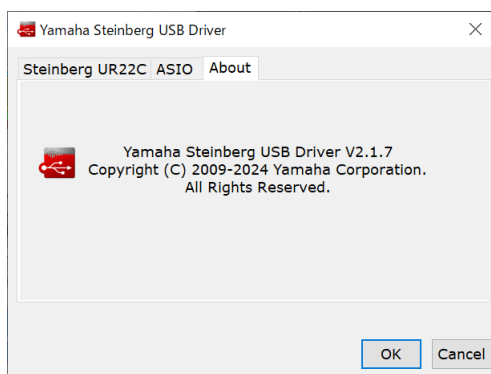 Yamaha Steinberg USB Driver
Steinberg UR22C ASIO About
Yamaha Steinberg USB Driver V2.1.7
Copyright (C) 2009-2024 Yamaha Corporation.
All Rights Reserved.
OK Cancel